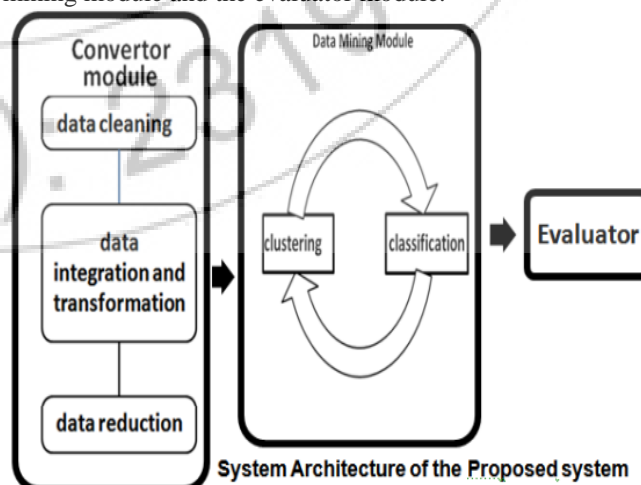 mining module and the evaluator module.
Convertor
module
data cleaning
data
integration and
transformation
data reduction
Data Mining Module
clustering
classification
Evaluator
System Architecture of the Proposed system
): 2319